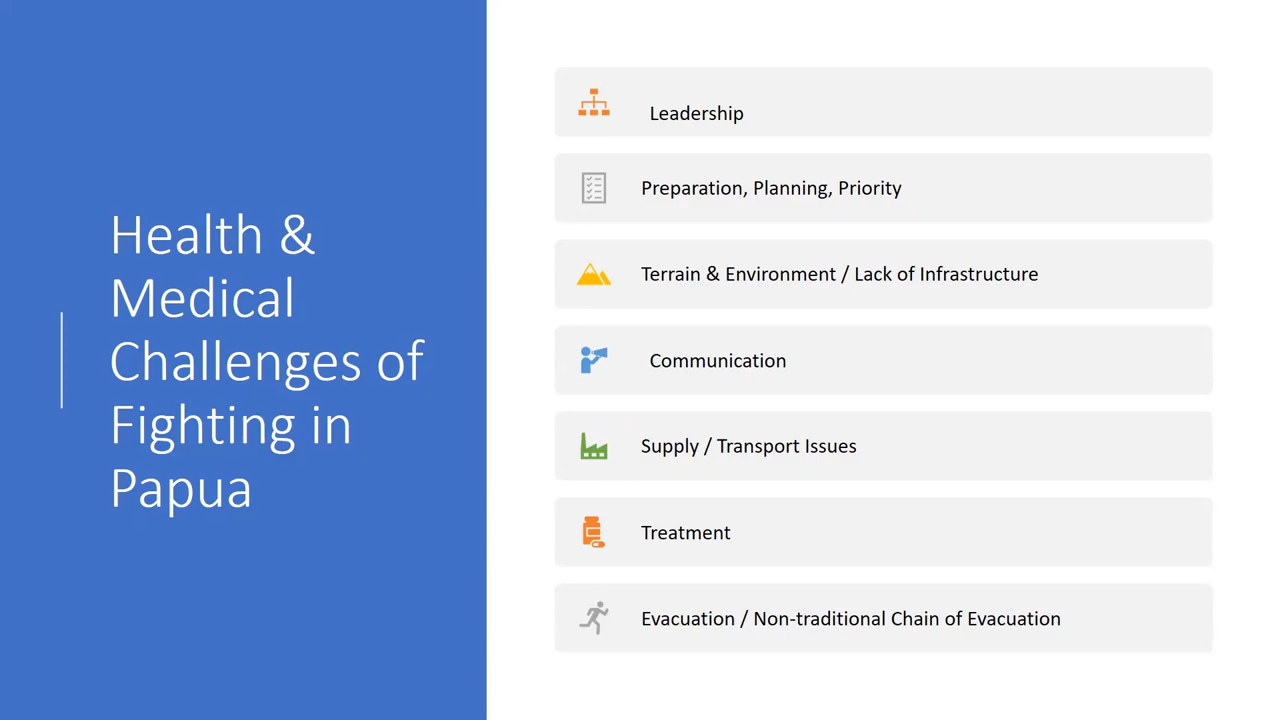 Health &
Medical
Challenges of
Fighting in
Papua
Leadership
Preparation, Planning, Priority
Terrain & Environment / Lack of Infrastructure
Communication
Supply / Transport Issues
Treatment
Evacuation / Non-traditional Chain of Evacuation